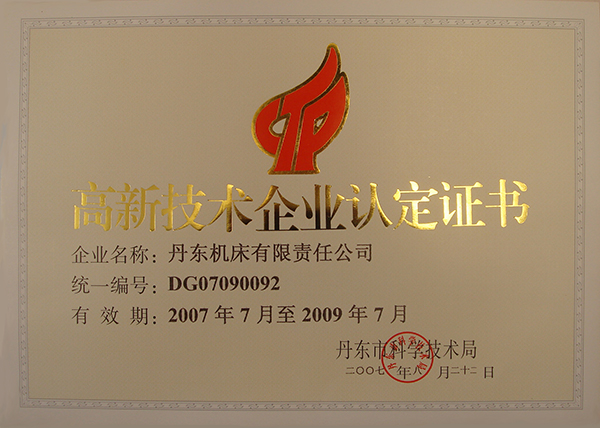 高新技术企业认定证书
企业名称：丹东机床有限责任公司
统一编号：DG07090092
有 效 期：2007 年 7 月至 2009 年 7 月
丹东市科学技术局
二〇〇七 年 八 月 二十二 日